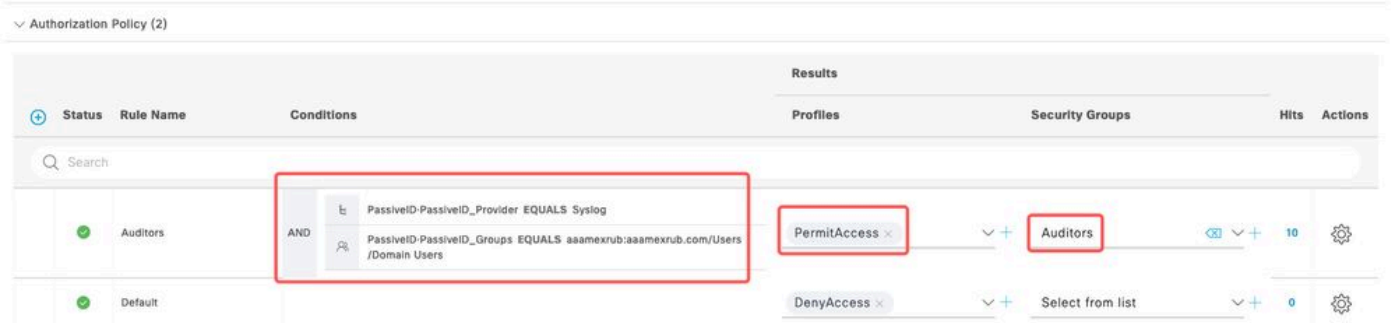 Authorization Policy (2)
Results
Status Rule Name Conditions Profiles Security Groups Hits Actions
Search
Auditors AND PassiveID·PassiveID_Provider EQUALS Syslog
PassiveID·PassiveID_Groups EQUALS aaamexrub:aaamexrub.com/Users
/Domain Users
PermitAccess Auditors 10
Default DenyAccess Select from list 0